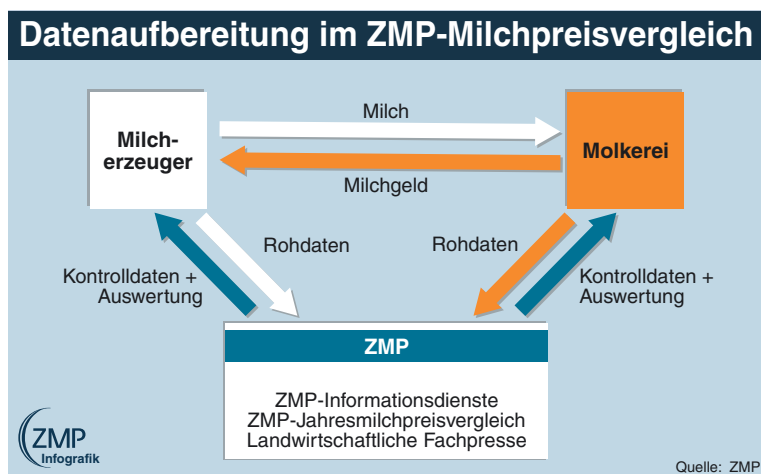 Datenaufbereitung im ZMP-Milchpreisvergleich
Milch
Milch-
erzeuger
Molkerei
Milchgeld
Rohdaten
Rohdaten
Kontrolldaten +
Auswertung
Kontrolldaten +
Auswertung
ZMP
ZMP-Informationsdienste
ZMP-Jahresmilchpreisvergleich
Landwirtschaftliche Fachpresse
ZMP
Infografik
Quelle: ZMP